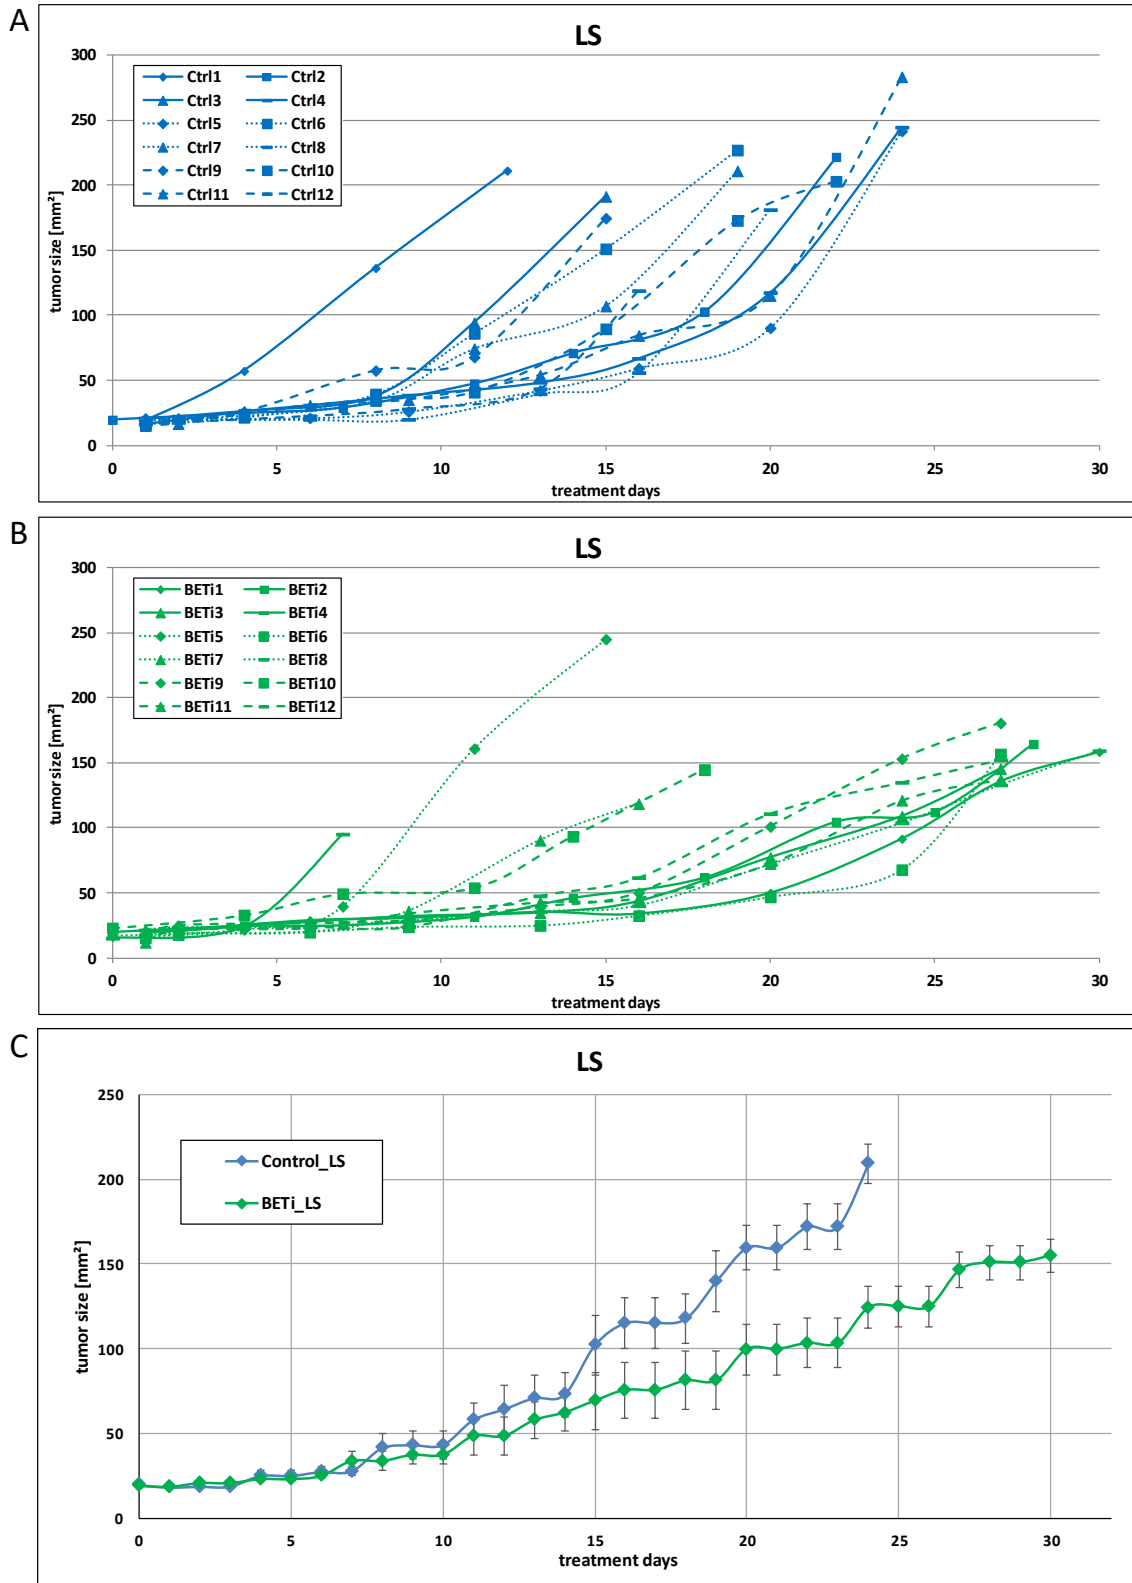 A
LS
300
250
200
150
100
50
0
tumor size [mm²]
Ctrl1 Ctrl2
Ctrl3 Ctrl4
Ctrl5 Ctrl6
Ctrl7 Ctrl8
Ctrl9 Ctrl10
Ctrl11 Ctrl12
0 5 10 15 20 25 30
treatment days
B
LS
300
250
200
150
100
50
0
tumor size [mm²]
BETi1 BETi2
BETi3 BETi4
BETi5 BETi6
BETi7 BETi8
BETi9 BETi10
BETi11 BETi12
0 5 10 15 20 25 30
treatment days
C
LS
250
200
150
100
50
0
tumor size [mm²]
Control_LS
BETi_LS
0 5 10 15 20 25 30
treatment days